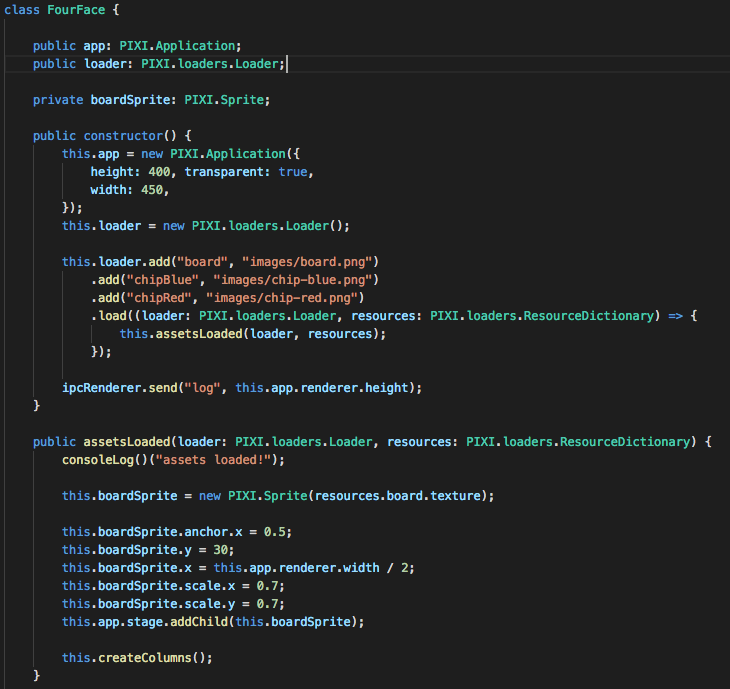 class FourFace {
public app: PIXI.Application;
public loader: PIXI.loaders.Loader;
private boardSprite: PIXI.Sprite;
public constructor() {
this.app = new PIXI.Application({
height: 400, transparent: true,
width: 450,
});
this.loader = new PIXI.loaders.Loader();
this.loader.add("board", "images/board.png")
.add("chipBlue", "images/chip-blue.png")
.add("chipRed", "images/chip-red.png")
.load((loader: PIXI.loaders.Loader, resources: PIXI.loaders.ResourceDictionary) => {
this.assetsLoaded(loader, resources);
});
ipcRenderer.send("log", this.app.renderer.height);
}
public assetsLoaded(loader: PIXI.loaders.Loader, resources: PIXI.loaders.ResourceDictionary) {
consoleLog()("assets loaded!");
this.boardSprite = new PIXI.Sprite(resources.board.texture);
this.boardSprite.anchor.x = 0.5;
this.boardSprite.y = 30;
this.boardSprite.x = this.app.renderer.width / 2;
this.boardSprite.scale.x = 0.7;
this.boardSprite.scale.y = 0.7;
this.app.stage.addChild(this.boardSprite);
this.createColumns();
}